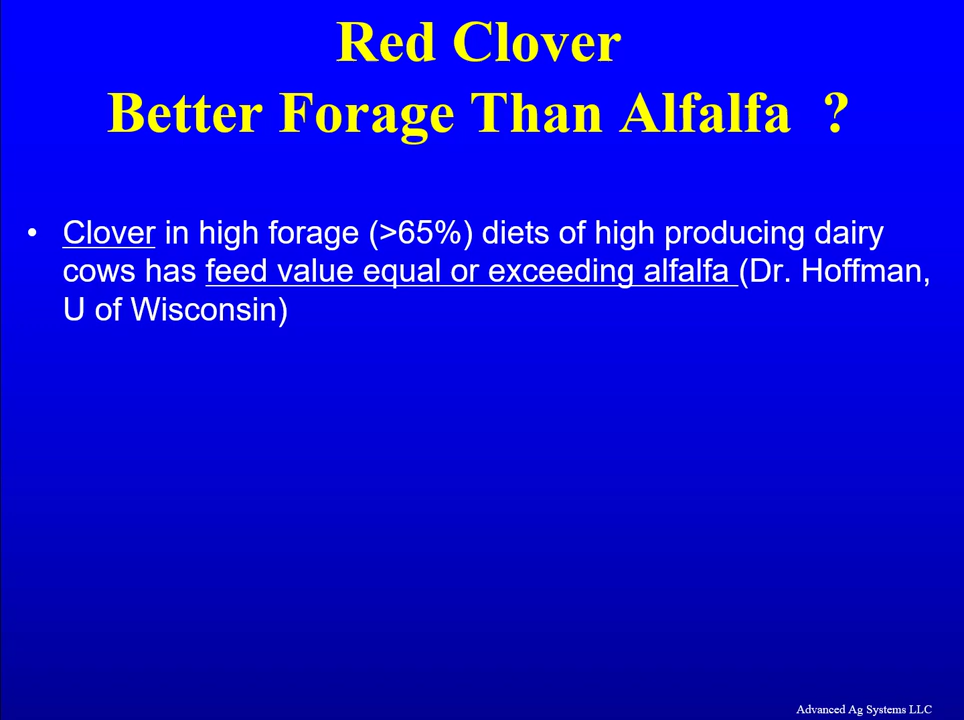 Red Clover
Better Forage Than Alfalfa ?
• Clover in high forage (>65%) diets of high producing dairy
cows has feed value equal or exceeding alfalfa (Dr. Hoffman,
U of Wisconsin)
Advanced Ag Systems LLC